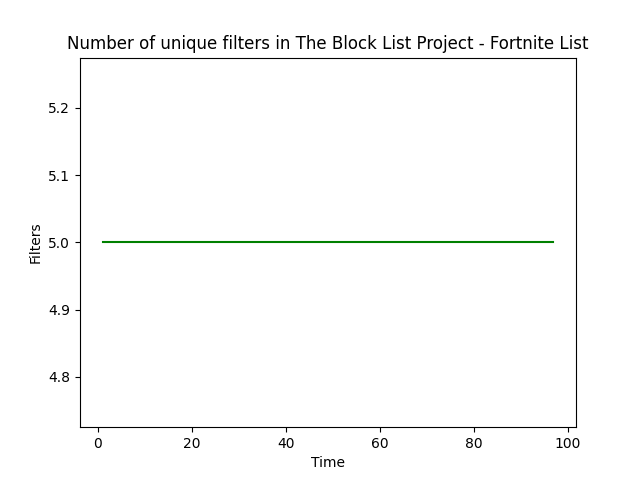 Number of unique filters in The Block List Project - Fortnite List
5.2
5.1
5.0
4.9
4.8
Filters
0 20 40 60 80 100
Time